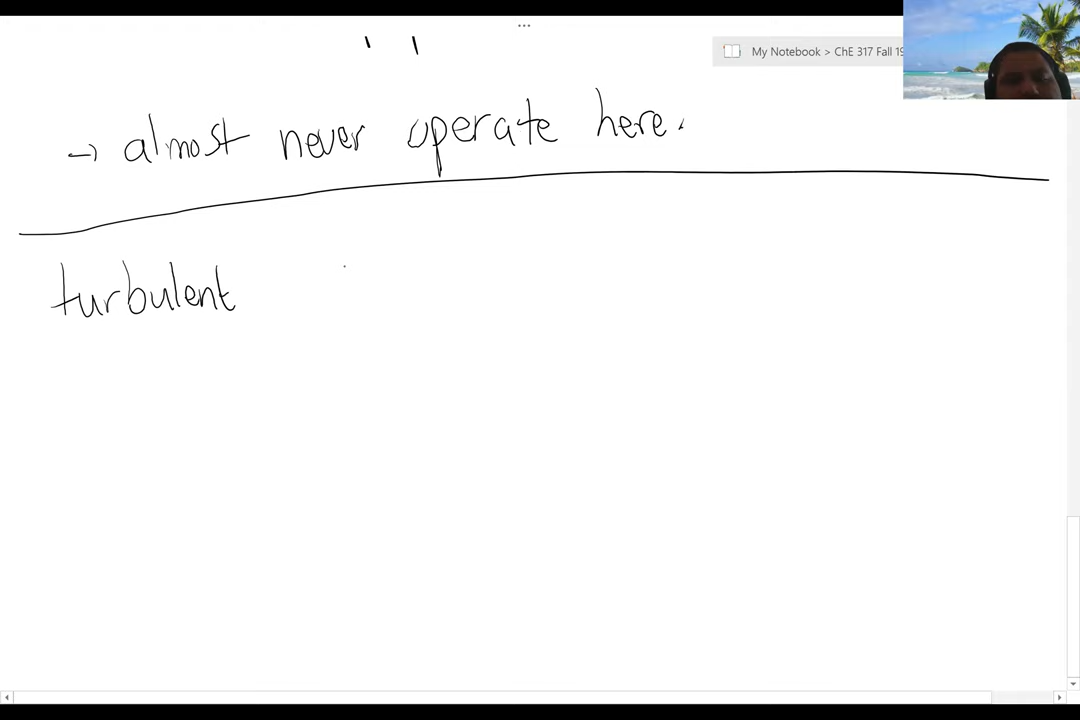 My Notebook > ChE 317 Fall 19
→ almost never operate here.
turbulent